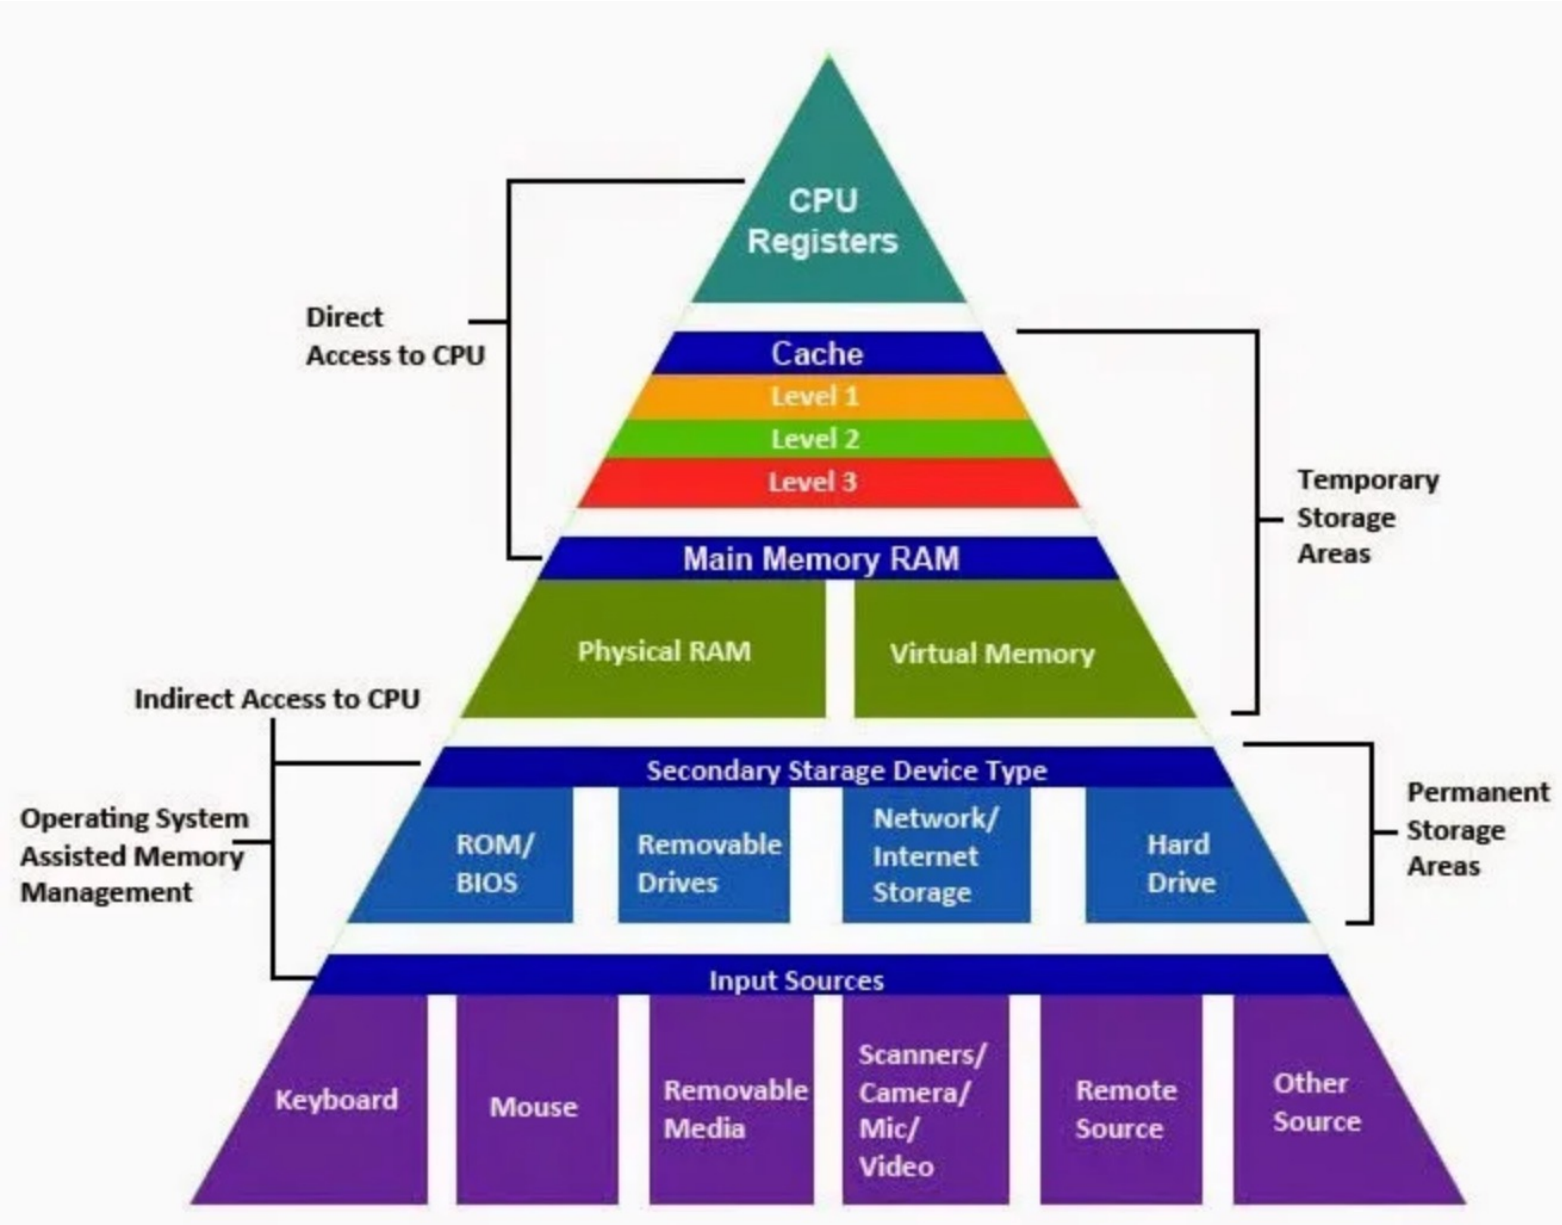 CPU
Registers
Direct
Access to CPU
Cache
Level 1
Level 2
Level 3
Temporary
Storage
Areas
Main Memory RAM
Physical RAM
Virtual Memory
Indirect Access to CPU
Secondary Starage Device Type
Operating System
Assisted Memory
Management
ROM/
BIOS
Removable
Drives
Network/
Internet
Storage
Hard
Drive
Permanent
Storage
Areas
Input Sources
Keyboard
Mouse
Removable
Media
Scanners/
Camera/
Mic/
Video
Remote
Source
Other
Source